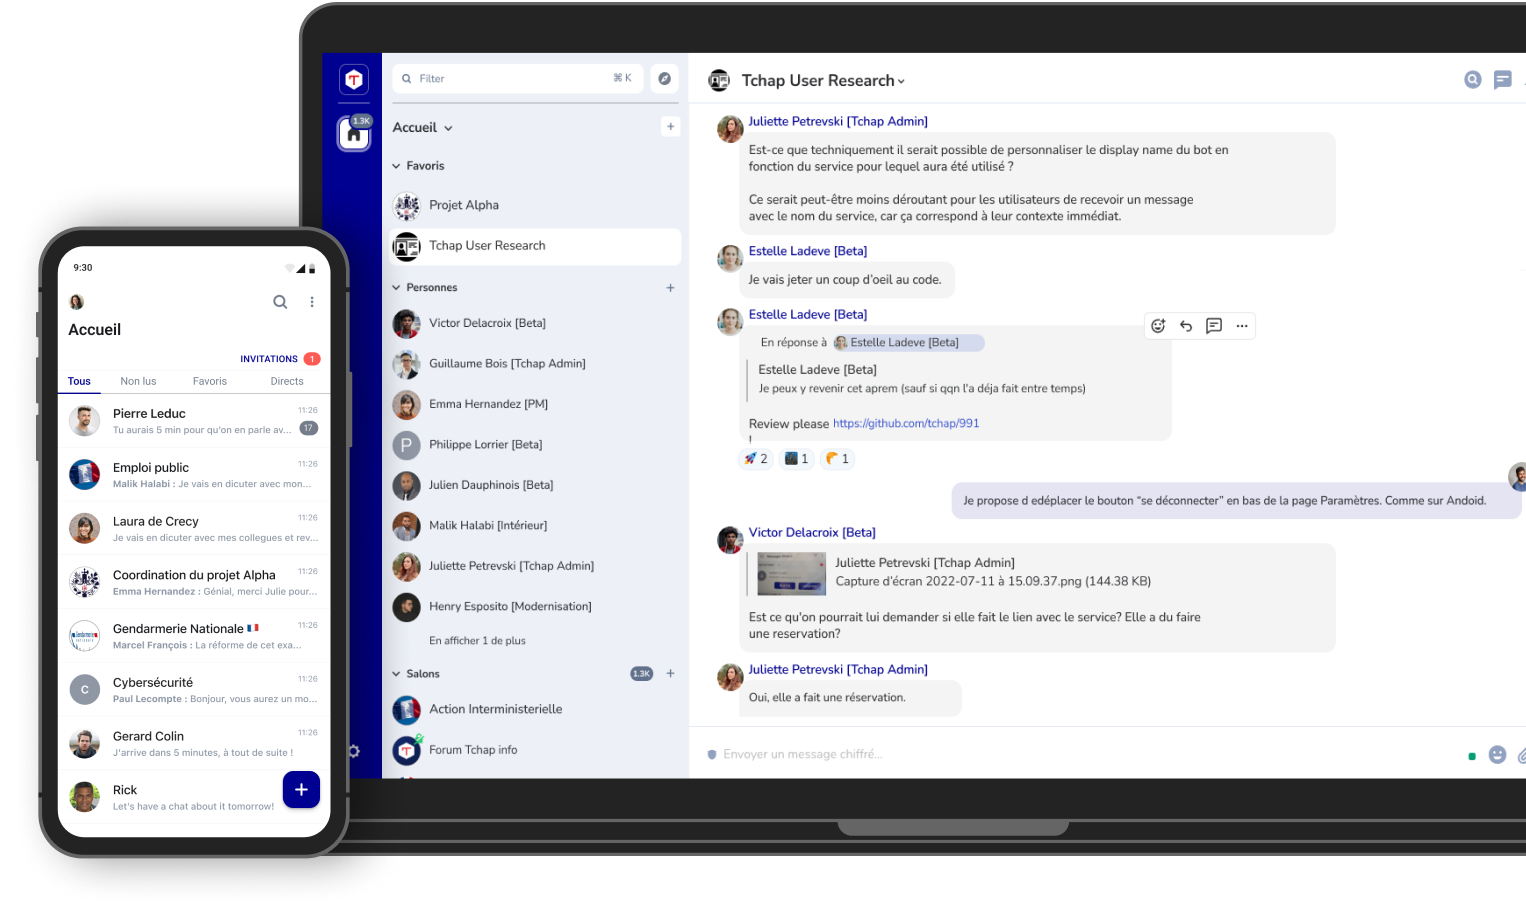 9:30
Accueil
INVITATIONS 1
Tous Non lus Favoris Directs
Pierre Leduc 11:26
Tu aurais 5 min pour qu'on en parle av... 17
Emploi public 11:26
Malik Halabi : Je vais en dicuter avec mon...
Laura de Crecy 11:26
Je vais en dicuter avec mes collegues et rev...
Coordination du projet Alpha 11:26
Emma Hernandez : Génial, merci Julie pour...
Gendarmerie Nationale 11:26
Marcel François : La réforme de cet exa...
C
Cybersécurité 11:26
Paul Lecompte : Bonjour, vous aurez un mo...
Gerard Colin 11:26
J'arrive dans 5 minutes, à tout de suite !
Rick
Let's have a chat about it tomorrow!
+
T
1.3K
Filter ⌘ K
Accueil +
Favoris
Projet Alpha
Tchap User Research
Personnes +
Victor Delacroix [Beta]
Guillaume Bois [Tchap Admin]
Emma Hernandez [PM]
P
Philippe Lorrier [Beta]
Julien Dauphinois [Beta]
Malik Halabi [Intérieur]
Juliette Petrevski [Tchap Admin]
Henry Esposito [Modernisation]
En afficher 1 de plus
Salons 1.3K +
Action Interministerielle
T
Forum Tchap info
Tchap User Research
Juliette Petrevski [Tchap Admin]
Est-ce que techniquement il serait possible de personnaliser le display name du bot en
fonction du service pour lequel aura été utilisé ?
Ce serait peut-être moins déroutant pour les utilisateurs de recevoir un message
avec le nom du service, car ça correspond à leur contexte immédiat.
Estelle Ladeve [Beta]
Je vais jeter un coup d'oeil au code.
Estelle Ladeve [Beta]
En réponse à Estelle Ladeve [Beta]
Estelle Ladeve [Beta]
Je peux y revenir cet aprem (sauf si qqn l'a déja fait entre temps)
Review please https://github.com/tchap/991
!
🚀 2 1 🥐 1
Je propose d edéplacer le bouton “se déconnecter” en bas de la page Paramètres. Comme sur Andoid.
Victor Delacroix [Beta]
Juliette Petrevski [Tchap Admin]
Capture d'écran 2022-07-11 à 15.09.37.png (144.38 KB)
Est ce qu'on pourrait lui demander si elle fait le lien avec le service? Elle a du faire
une reservation?
Juliette Petrevski [Tchap Admin]
Oui, elle a fait une réservation.
Envoyer un message chiffré...